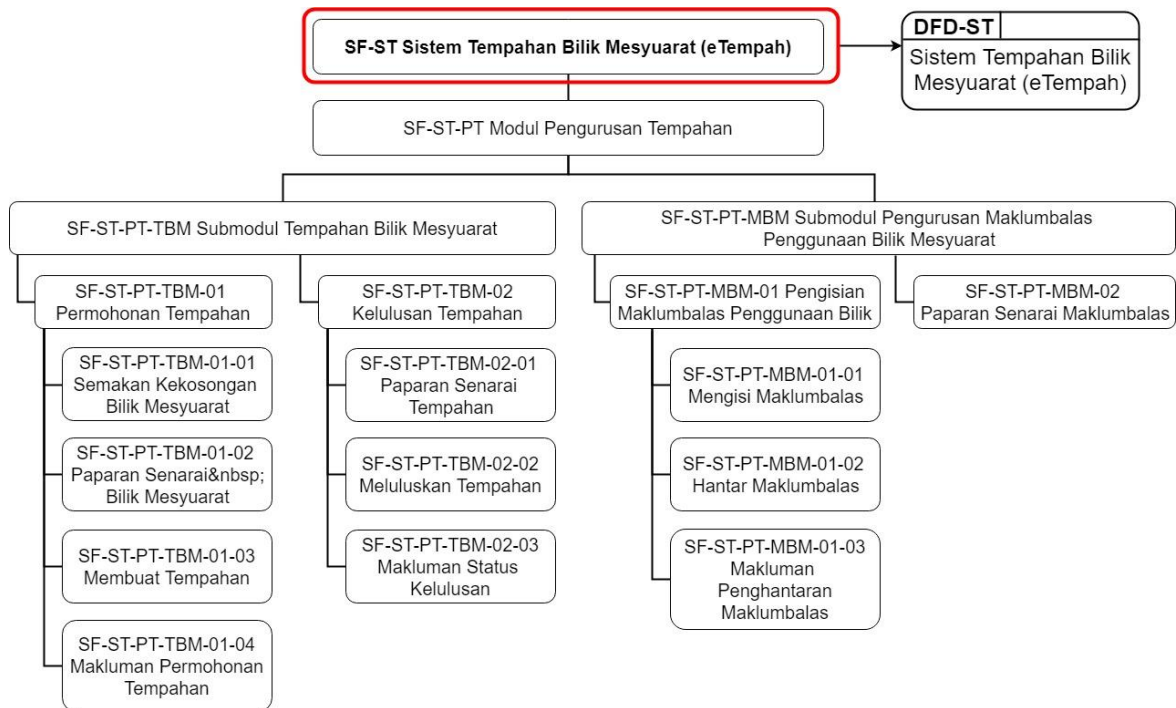 SF-ST Sistem Tempahan Bilik Mesyuarat (eTempah)
DFD-ST
Sistem Tempahan Bilik
Mesyuarat (eTempah)
SF-ST-PT Modul Pengurusan Tempahan
SF-ST-PT-TBM Submodul Tempahan Bilik Mesyuarat
SF-ST-PT-MBM Submodul Pengurusan Maklumbalas
Penggunaan Bilik Mesyuarat
SF-ST-PT-TBM-01
Permohonan Tempahan
SF-ST-PT-TBM-01-01
Semakan Kekosongan
Bilik Mesyuarat
SF-ST-PT-TBM-01-02
Paparan Senarai&nbsp;
Bilik Mesyuarat
SF-ST-PT-TBM-01-03
Membuat Tempahan
SF-ST-PT-TBM-01-04
Makluman Permohonan
Tempahan
SF-ST-PT-TBM-02
Kelulusan Tempahan
SF-ST-PT-TBM-02-01
Paparan Senarai
Tempahan
SF-ST-PT-TBM-02-02
Meluluskan Tempahan
SF-ST-PT-TBM-02-03
Makluman Status
Kelulusan
SF-ST-PT-MBM-01 Pengisian
Maklumbalas Penggunaan Bilik
SF-ST-PT-MBM-01-01
Mengisi Maklumbalas
SF-ST-PT-MBM-01-02
Hantar Maklumbalas
SF-ST-PT-MBM-01-03
Makluman
Penghantaran
Maklumbalas
SF-ST-PT-MBM-02
Paparan Senarai Maklumbalas